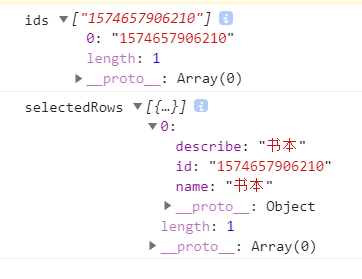 ids ▼["1574657906210"] i
0: "1574657906210"
length: 1
▶__proto__: Array(0)
selectedRows ▼[{…}] i
▼0:
describe: "书本"
id: "1574657906210"
name: "书本"
▶__proto__: Object
length: 1
▶__proto__: Array(0)